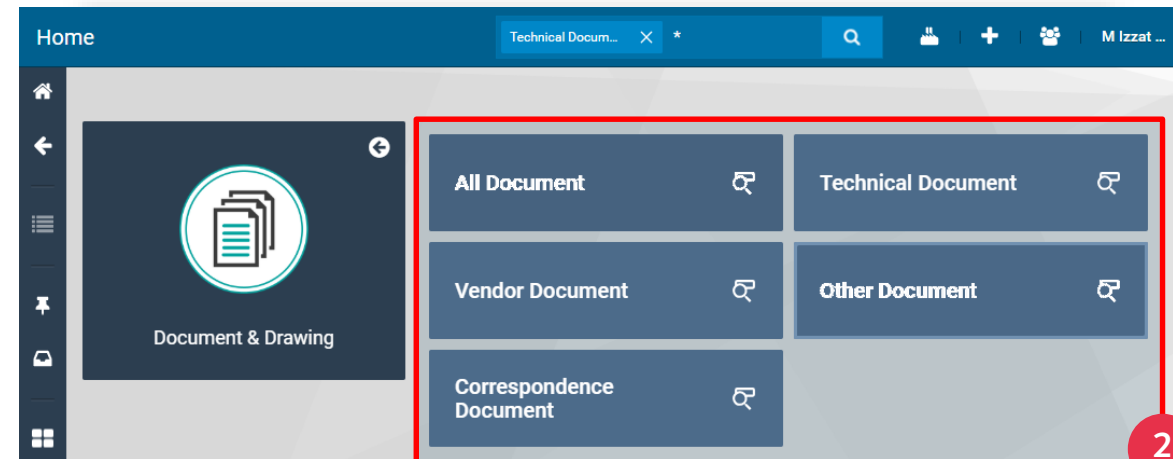 Home
Technical Docum... *
M Izzat ...
All Document
Technical Document
Vendor Document
Other Document
Document & Drawing
Correspondence
Document
2